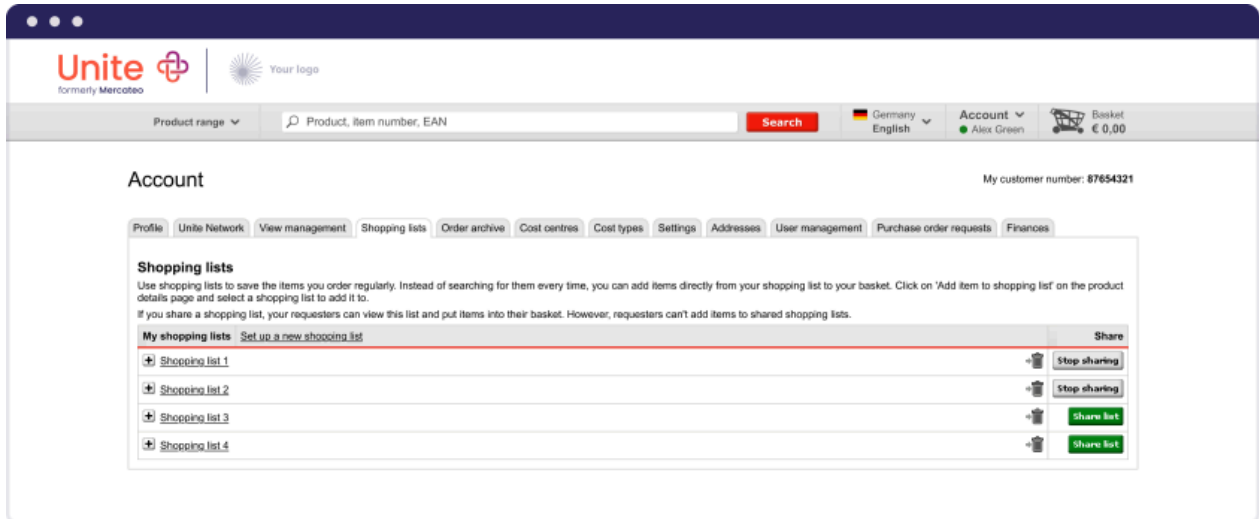 Unite
formerly Mercateo
Your logo
Product range
Product, item number, EAN
Search
Germany
English
Account
Alex Green
Basket
€ 0,00
Account
My customer number: 87654321
Profile Unite Network View management Shopping lists Order archive Cost centres Cost types Settings Addresses User management Purchase order requests Finances
Shopping lists
Use shopping lists to save the items you order regularly. Instead of searching for them every time, you can add items directly from your shopping list to your basket. Click on 'Add item to shopping list' on the product
details page and select a shopping list to add it to.
If you share a shopping list, your requesters can view this list and put items into their basket. However, requesters can't add items to shared shopping lists.
My shopping lists Set up a new shopping list Share
Shopping list 1 Stop sharing
Shopping list 2 Stop sharing
Shopping list 3 Share list
Shopping list 4 Share list